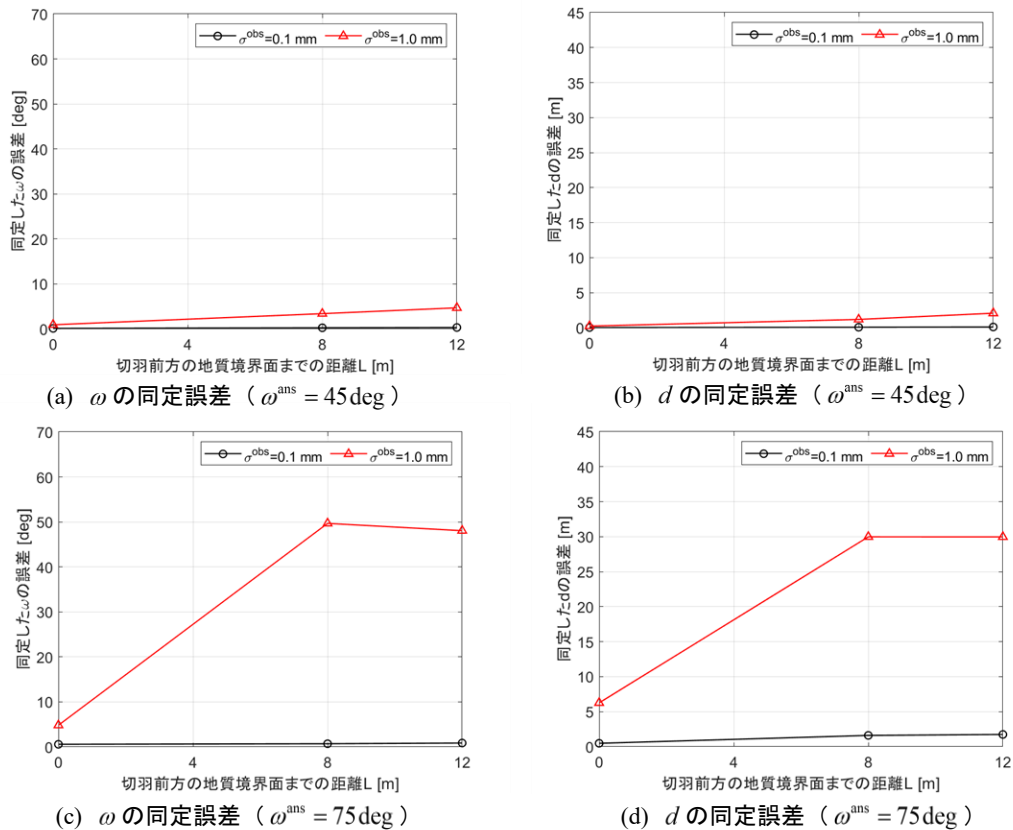 70
60
50
40
30
20
10
0
同定したωの誤差 [deg]
σobs=0.1 mm σobs=1.0 mm
0 4 8 12
切羽前方の地質境界面までの距離L [m]
(a) ω の同定誤差（ωans = 45deg）
45
40
35
30
25
20
15
10
5
0
同定したdの誤差 [m]
σobs=0.1 mm σobs=1.0 mm
0 4 8 12
切羽前方の地質境界面までの距離L [m]
(b) d の同定誤差（ωans = 45deg）
70
60
50
40
30
20
10
0
同定したωの誤差 [deg]
σobs=0.1 mm σobs=1.0 mm
0 4 8 12
切羽前方の地質境界面までの距離L [m]
(c) ω の同定誤差（ωans = 75deg）
45
40
35
30
25
20
15
10
5
0
同定したdの誤差 [m]
σobs=0.1 mm σobs=1.0 mm
0 4 8 12
切羽前方の地質境界面までの距離L [m]
(d) d の同定誤差（ωans = 75deg）